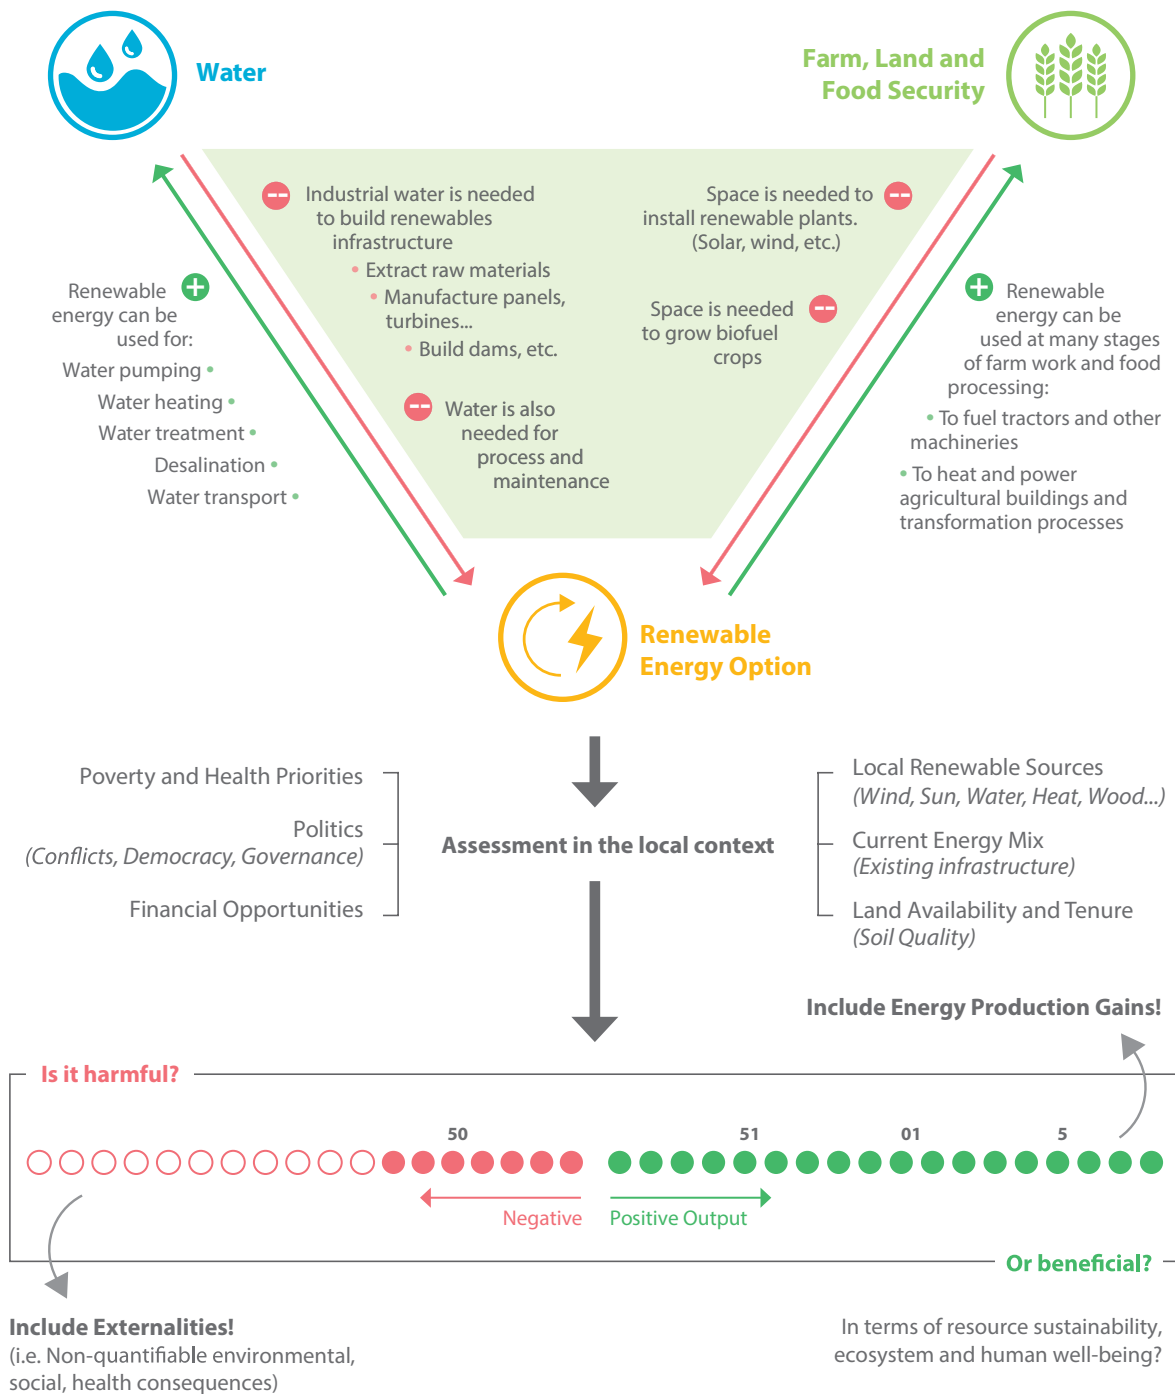 Water
Farm, Land and
Food Security
Industrial water is needed
to build renewables
infrastructure
• Extract raw materials
• Manufacture panels,
turbines...
• Build dams, etc.
Water is also
needed for
process and
maintenance
Space is needed to
install renewable plants.
(Solar, wind, etc.)
Space is needed
to grow biofuel
crops
Renewable
energy can be
used for:
Water pumping •
Water heating •
Water treatment •
Desalination •
Water transport •
Renewable
energy can be
used at many stages
of farm work and food
processing:
• To fuel tractors and other
machineries
• To heat and power
agricultural buildings and
transformation processes
Renewable
Energy Option
Poverty and Health Priorities
Politics
(Conflicts, Democracy, Governance)
Financial Opportunities
Assessment in the local context
Local Renewable Sources
(Wind, Sun, Water, Heat, Wood...)
Current Energy Mix
(Existing infrastructure)
Land Availability and Tenure
(Soil Quality)
Include Energy Production Gains!
Is it harmful?
50 51 01 5
Negative
Positive Output
Or beneficial?
Include Externalities!
(i.e. Non-quantifiable environmental,
social, health consequences)
In terms of resource sustainability,
ecosystem and human well-being?